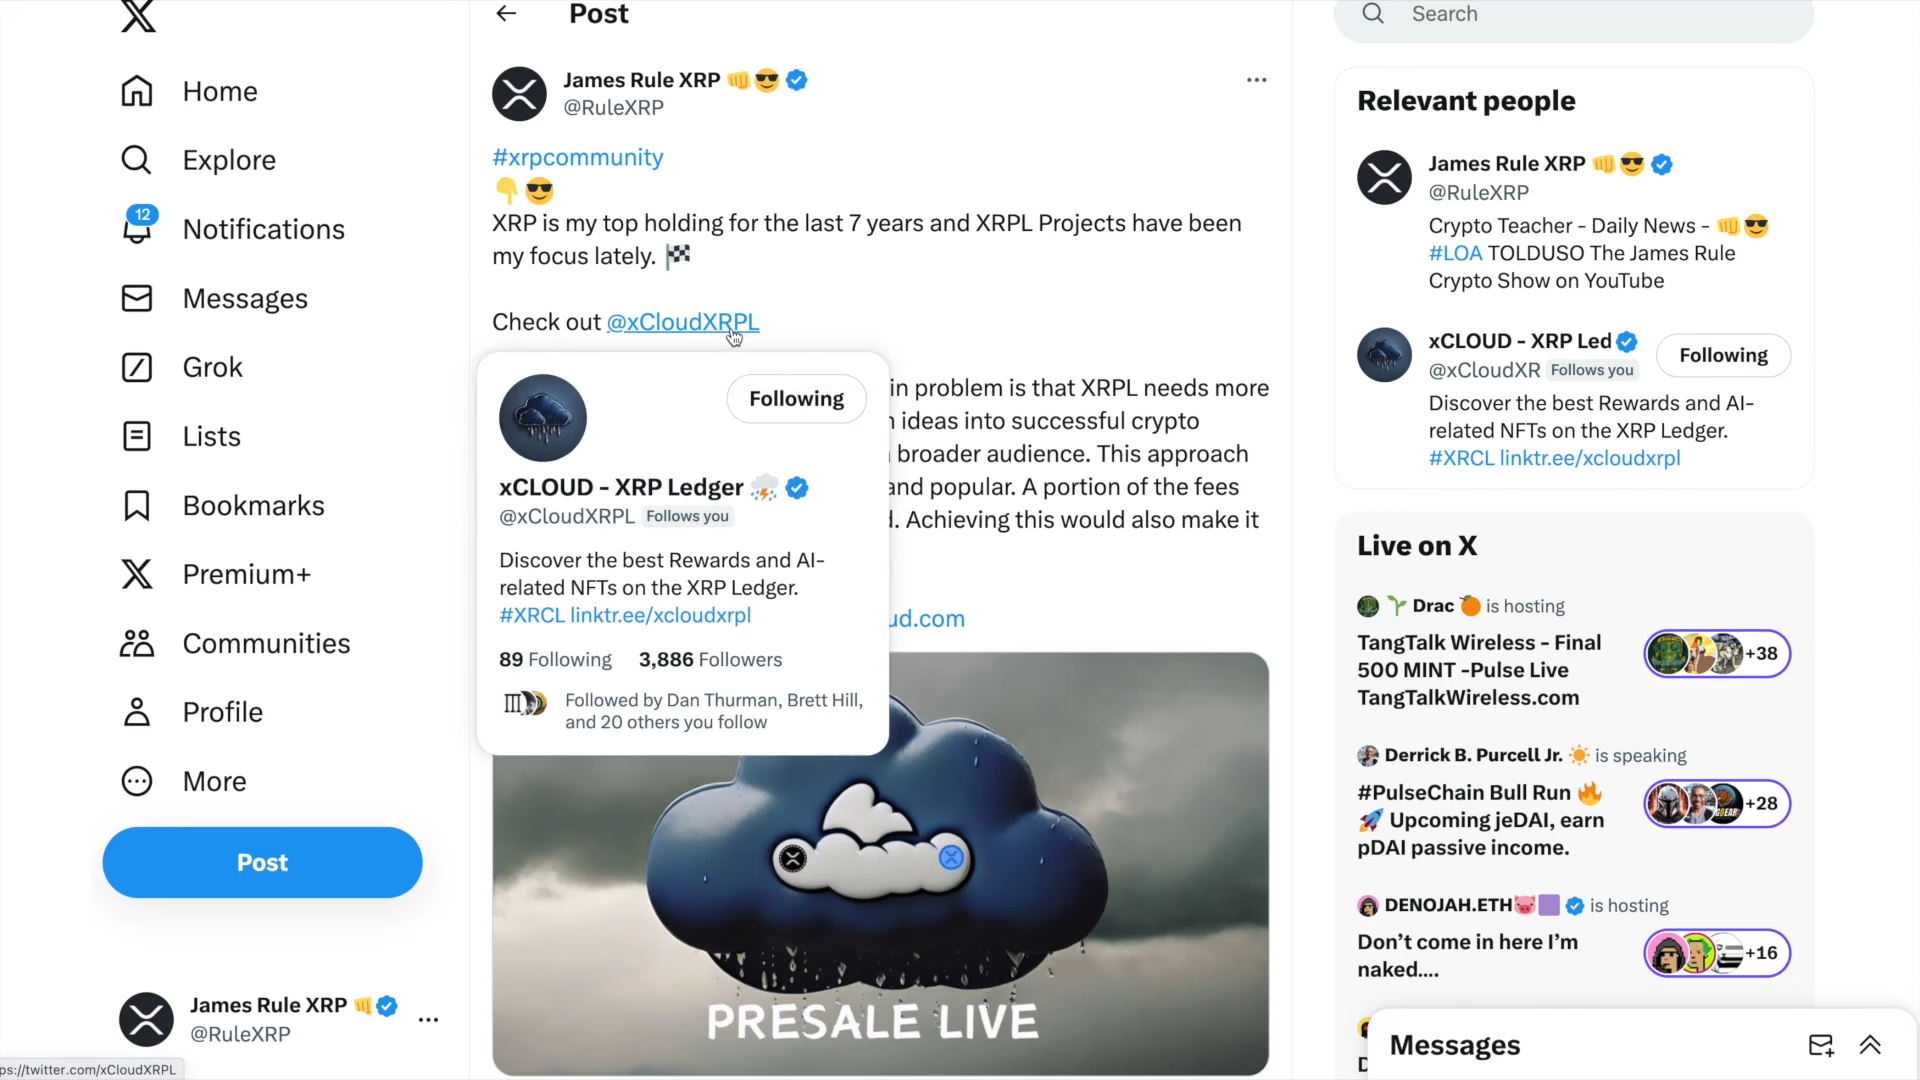 Home
Explore
12
Notifications
Messages
Grok
Lists
Bookmarks
Premium+
Communities
Profile
More
Post
James Rule XRP 👊
@RuleXRP
ps://twitter.com/xCloudXRPL
Post
James Rule XRP 👊😎
@RuleXRP
#xrpcommunity
👇😎
XRP is my top holding for the last 7 years and XRPL Projects have been
my focus lately. 🏁
Check out @xCloudXRPL
in problem is that XRPL needs more
ideas into successful crypto
broader audience. This approach
and popular. A portion of the fees
. Achieving this would also make it
ud.com
Following
xCLOUD - XRP Ledger ⛈️
@xCloudXRPL Follows you
Discover the best Rewards and AI-
related NFTs on the XRP Ledger.
#XRCL linktr.ee/xcloudxrpl
89 Following 3,886 Followers
Followed by Dan Thurman, Brett Hill,
and 20 others you follow
PRESALE LIVE
Search
Relevant people
James Rule XRP 👊😎
@RuleXRP
Crypto Teacher - Daily News - 👊😎
#LOA TOLDUSO The James Rule
Crypto Show on YouTube
xCLOUD - XRP Led
@xCloudXR Follows you
Following
Discover the best Rewards and AI-
related NFTs on the XRP Ledger.
#XRCL linktr.ee/xcloudxrpl
Live on X
🌱 Drac 🍊 is hosting
TangTalk Wireless - Final
500 MINT -Pulse Live
TangTalkWireless.com
+38
Derrick B. Purcell Jr. ☀️ is speaking
#PulseChain Bull Run 🔥
🚀 Upcoming jeDAI, earn
pDAI passive income.
+28
DENOJAH.ETH🐷🟪 is hosting
Don’t come in here I’m
naked....
+16
Messages